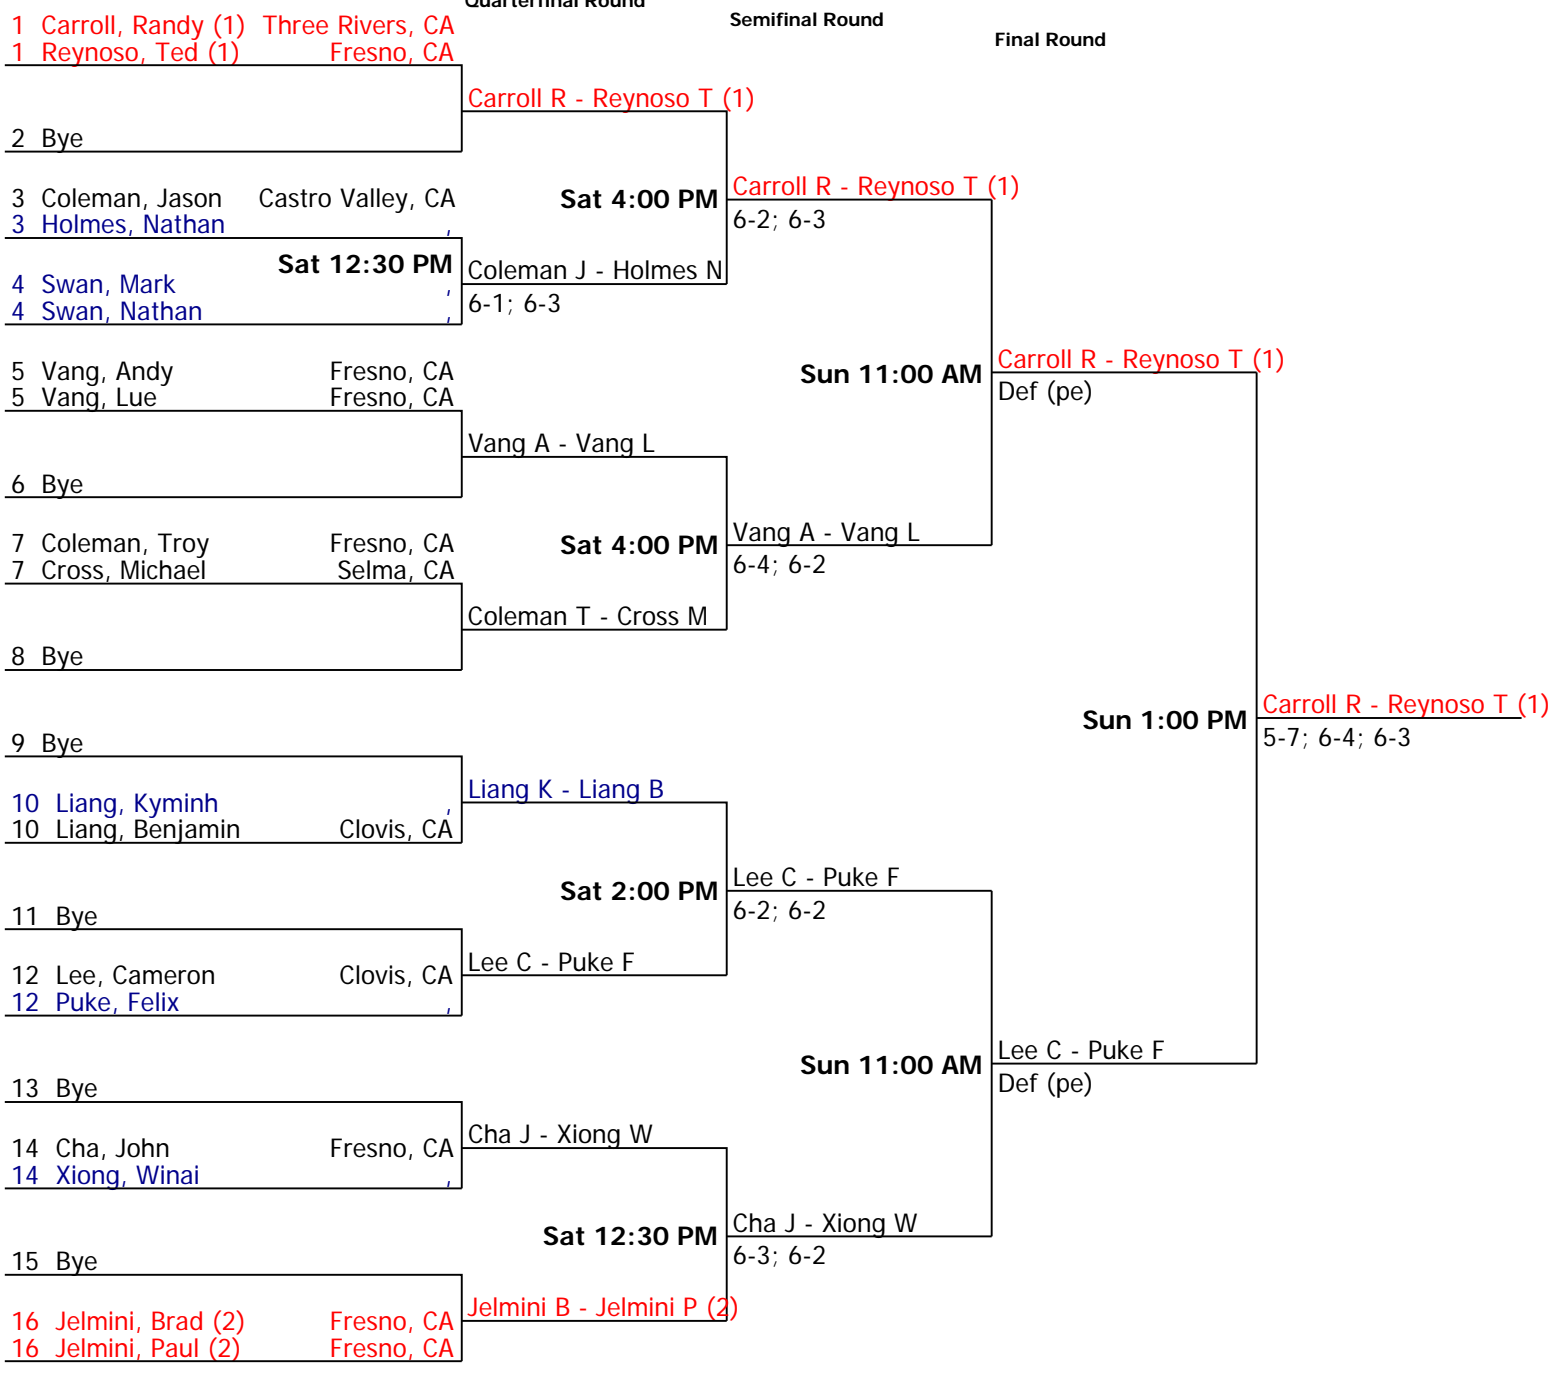 Quarterfinal Round
Semifinal Round
Final Round
1 Carroll, Randy (1) Three Rivers, CA
1 Reynoso, Ted (1) Fresno, CA
Carroll R - Reynoso T (1)
2 Bye
3 Coleman, Jason Castro Valley, CA
3 Holmes, Nathan ,
Sat 4:00 PM
Carroll R - Reynoso T (1)
6-2; 6-3
Sat 12:30 PM
Coleman J - Holmes N
6-1; 6-3
4 Swan, Mark ,
4 Swan, Nathan ,
5 Vang, Andy Fresno, CA
5 Vang, Lue Fresno, CA
Sun 11:00 AM
Carroll R - Reynoso T (1)
Def (pe)
Vang A - Vang L
6 Bye
7 Coleman, Troy Fresno, CA
7 Cross, Michael Selma, CA
Sat 4:00 PM
Vang A - Vang L
6-4; 6-2
Coleman T - Cross M
8 Bye
Sun 1:00 PM
Carroll R - Reynoso T (1)
5-7; 6-4; 6-3
9 Bye
Liang K - Liang B
10 Liang, Kyminh ,
10 Liang, Benjamin Clovis, CA
Sat 2:00 PM
Lee C - Puke F
6-2; 6-2
11 Bye
Lee C - Puke F
12 Lee, Cameron Clovis, CA
12 Puke, Felix ,
Sun 11:00 AM
Lee C - Puke F
Def (pe)
13 Bye
Cha J - Xiong W
14 Cha, John Fresno, CA
14 Xiong, Winai ,
Sat 12:30 PM
Cha J - Xiong W
6-3; 6-2
15 Bye
Jelmini B - Jelmini P (2)
16 Jelmini, Brad (2) Fresno, CA
16 Jelmini, Paul (2) Fresno, CA